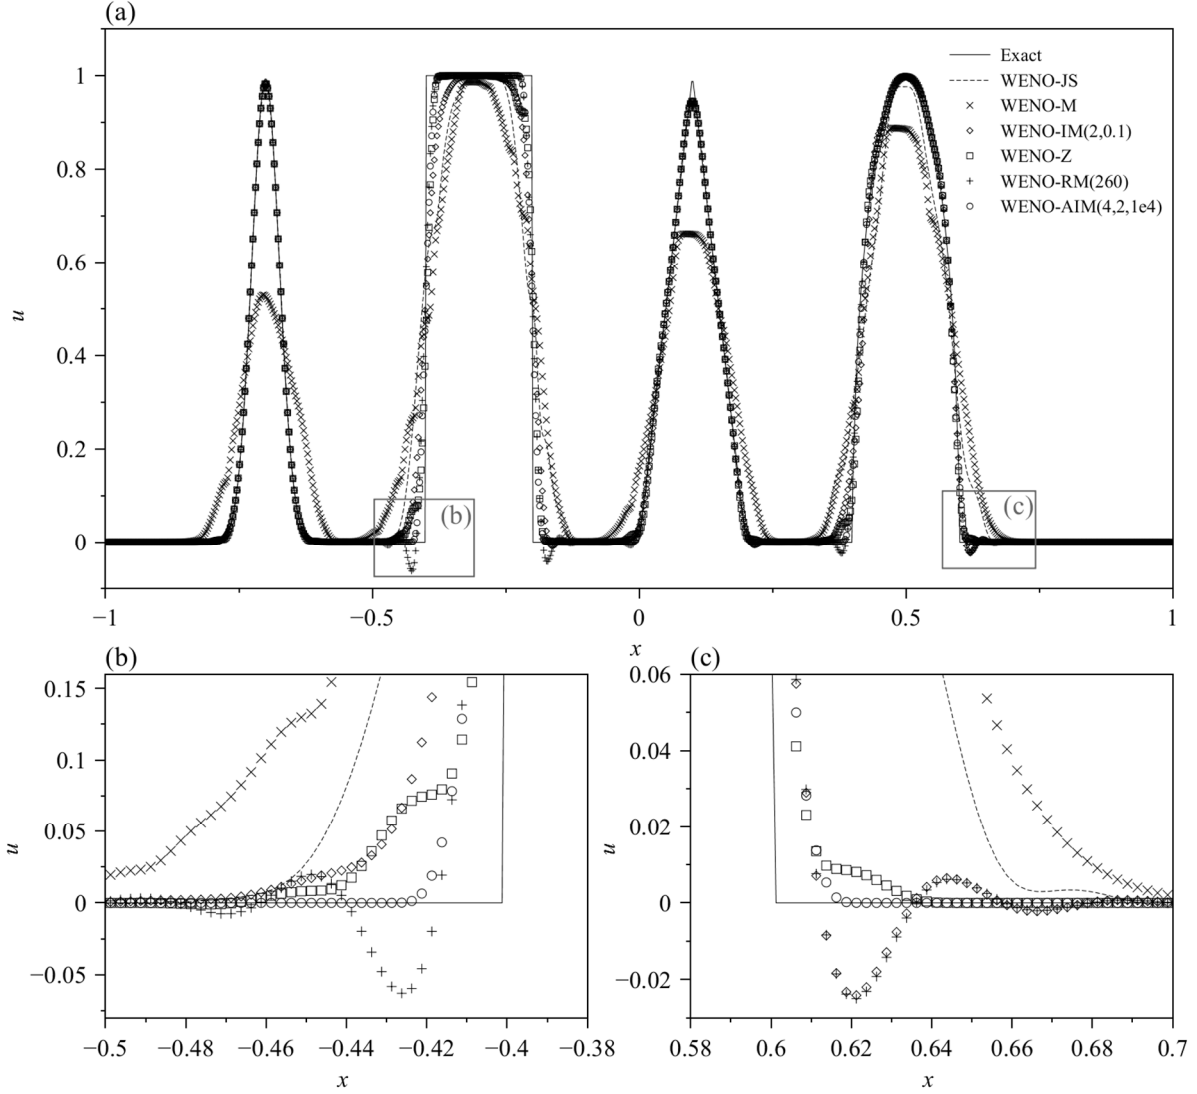 (a)
u
1
0.8
0.6
0.4
0.2
0
−1
−0.5
0
0.5
1
x
Exact
WENO-JS
WENO-M
WENO-IM(2,0.1)
WENO-Z
WENO-RM(260)
WENO-AIM(4,2,1e4)
(b)
(c)
(b)
u
0.15
0.1
0.05
0
−0.05
−0.5
−0.48
−0.46
−0.44
−0.42
−0.4
−0.38
x
(c)
u
0.06
0.04
0.02
0
−0.02
0.58
0.6
0.62
0.64
0.66
0.68
0.7
x